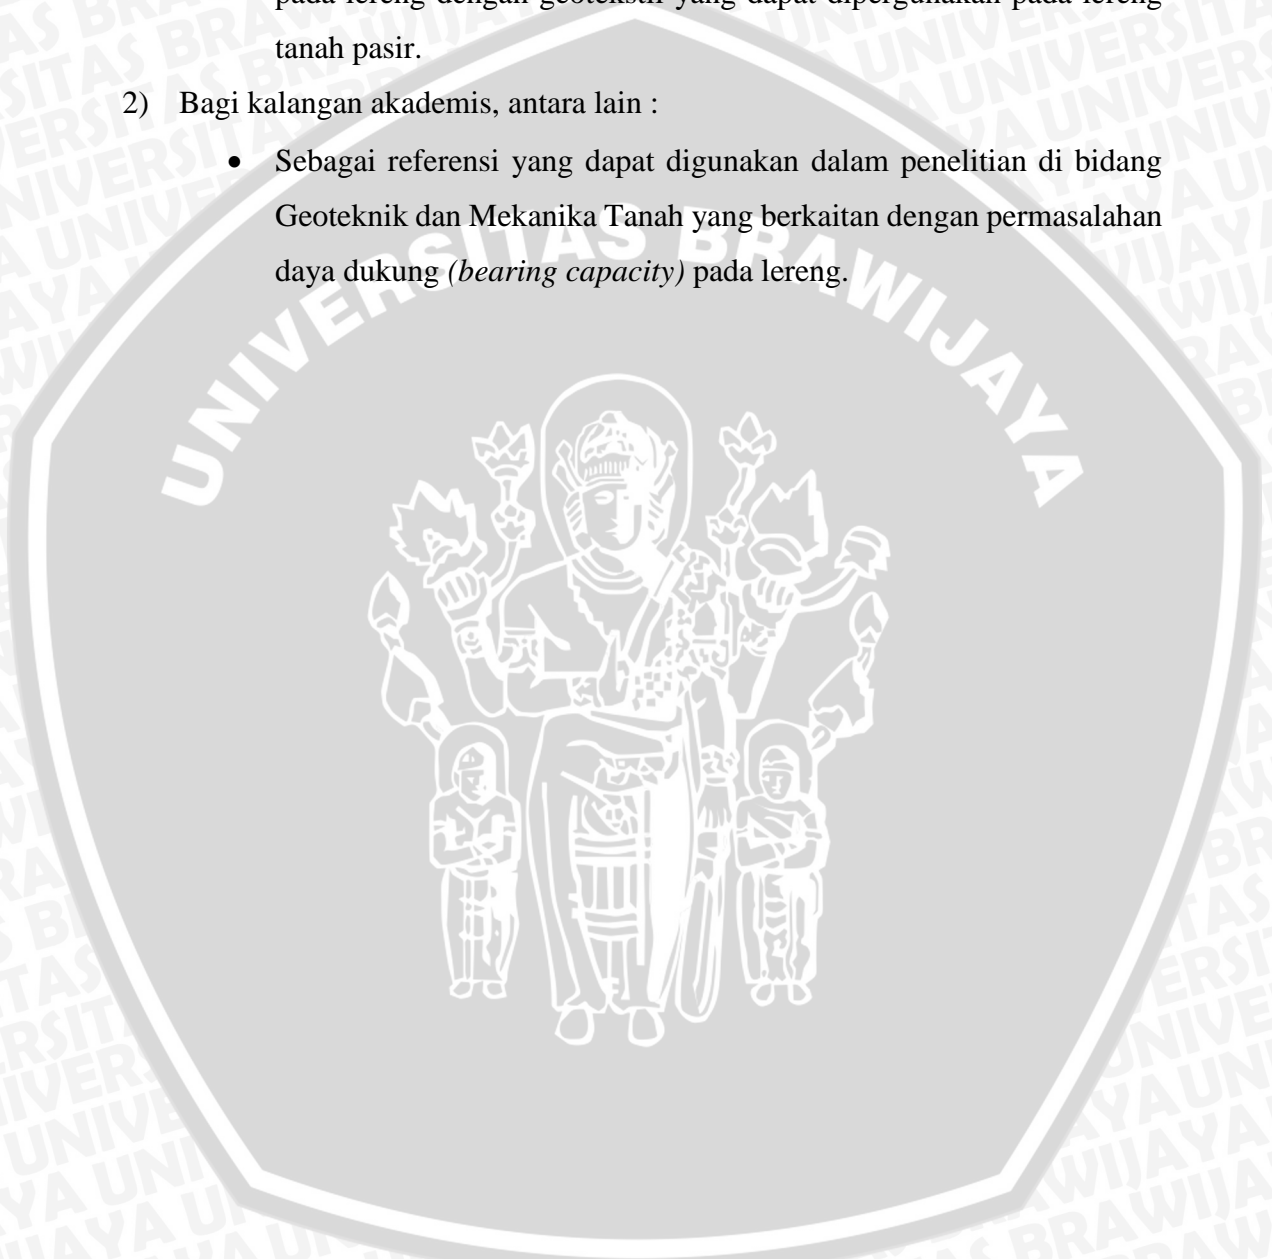 pada lereng dengan geotekstil yang dapat dipergunakan pada lereng
tanah pasir.
2) Bagi kalangan akademis, antara lain :
• Sebagai referensi yang dapat digunakan dalam penelitian di bidang
Geoteknik dan Mekanika Tanah yang berkaitan dengan permasalahan
daya dukung (bearing capacity) pada lereng.
UNIVERSITAS BRAWIJAYA